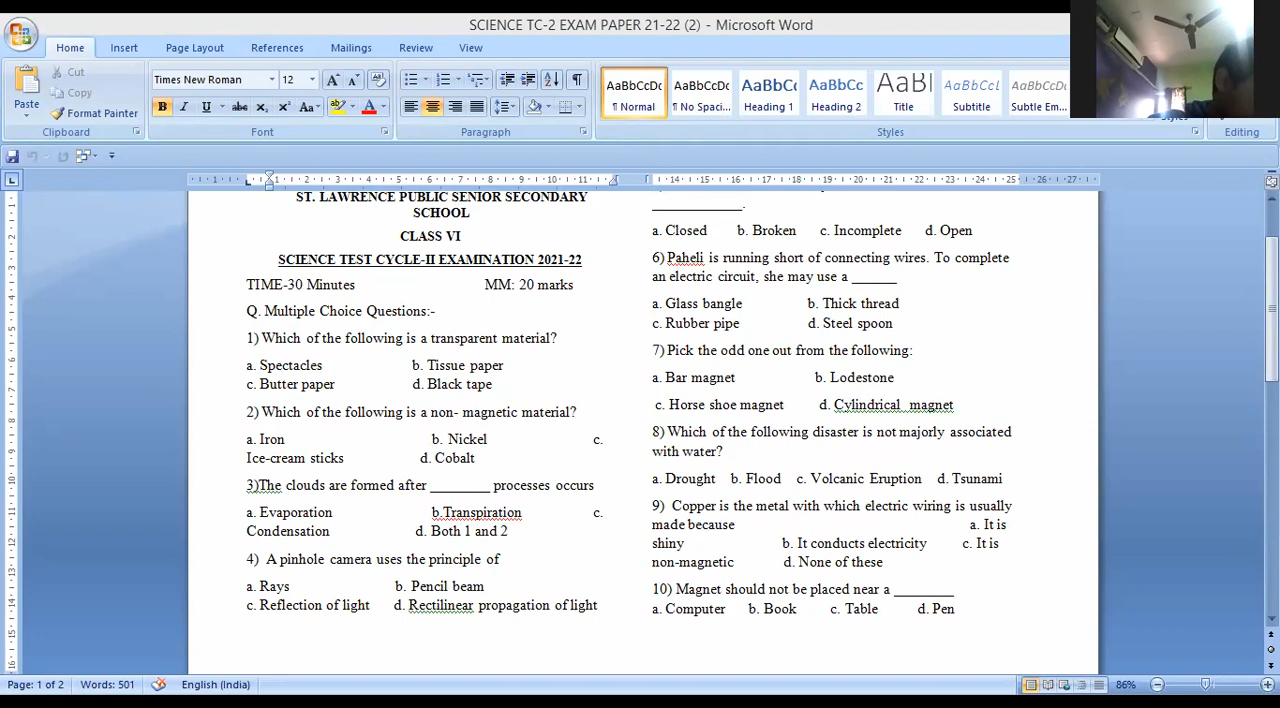 SCIENCE TC-2 EXAM PAPER 21-22 (2) - Microsoft Word
Home Insert Page Layout References Mailings Review View
Paste
Cut
Copy
Format Painter
Clipboard
Times New Roman 12
Font
Paragraph
AaBbCcDc AaBbCcDc AaBbC AaBbCc AaBl AaBbCcL AaBbCcDc
¶ Normal ¶ No Spaci... Heading 1 Heading 2 Title Subtitle Subtle Em...
Styles
Editing
ST. LAWRENCE PUBLIC SENIOR SECONDARY
SCHOOL
CLASS VI
SCIENCE TEST CYCLE-II EXAMINATION 2021-22
TIME-30 Minutes MM: 20 marks
Q. Multiple Choice Questions:-
1) Which of the following is a transparent material?
a. Spectacles b. Tissue paper
c. Butter paper d. Black tape
2) Which of the following is a non- magnetic material?
a. Iron b. Nickel c.
Ice-cream sticks d. Cobalt
3)The clouds are formed after ________ processes occurs
a. Evaporation b.Transpiration c.
Condensation d. Both 1 and 2
4) A pinhole camera uses the principle of
a. Rays b. Pencil beam
c. Reflection of light d. Rectilinear propagation of light
____________.
a. Closed b. Broken c. Incomplete d. Open
6) Paheli is running short of connecting wires. To complete
an electric circuit, she may use a ______
a. Glass bangle b. Thick thread
c. Rubber pipe d. Steel spoon
7) Pick the odd one out from the following:
a. Bar magnet b. Lodestone
c. Horse shoe magnet d. Cylindrical magnet
8) Which of the following disaster is not majorly associated
with water?
a. Drought b. Flood c. Volcanic Eruption d. Tsunami
9) Copper is the metal with which electric wiring is usually
made because a. It is
shiny b. It conducts electricity c. It is
non-magnetic d. None of these
10) Magnet should not be placed near a ________
a. Computer b. Book c. Table d. Pen
Page: 1 of 2 Words: 501 English (India) 86%